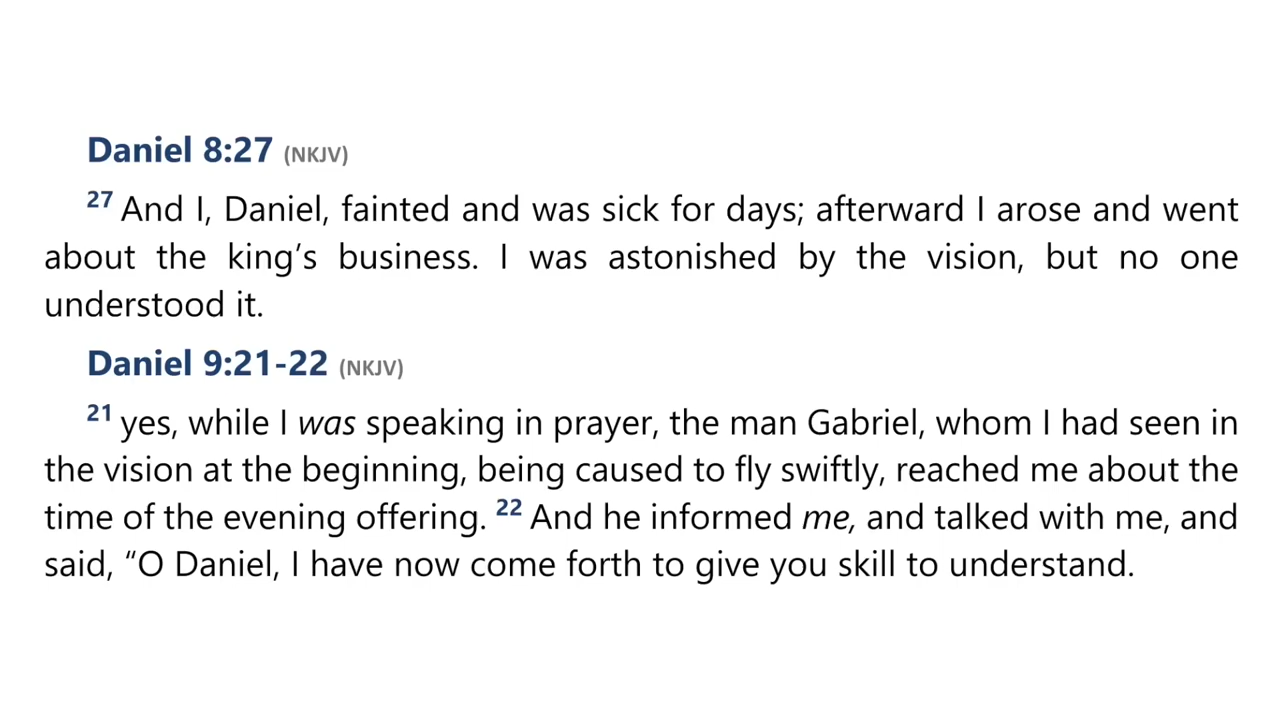 Daniel 8:27 (NKJV)
27 And I, Daniel, fainted and was sick for days; afterward I arose and went
about the king’s business. I was astonished by the vision, but no one
understood it.
Daniel 9:21-22 (NKJV)
21 yes, while I was speaking in prayer, the man Gabriel, whom I had seen in
the vision at the beginning, being caused to fly swiftly, reached me about the
time of the evening offering. 22 And he informed me, and talked with me, and
said, “O Daniel, I have now come forth to give you skill to understand.